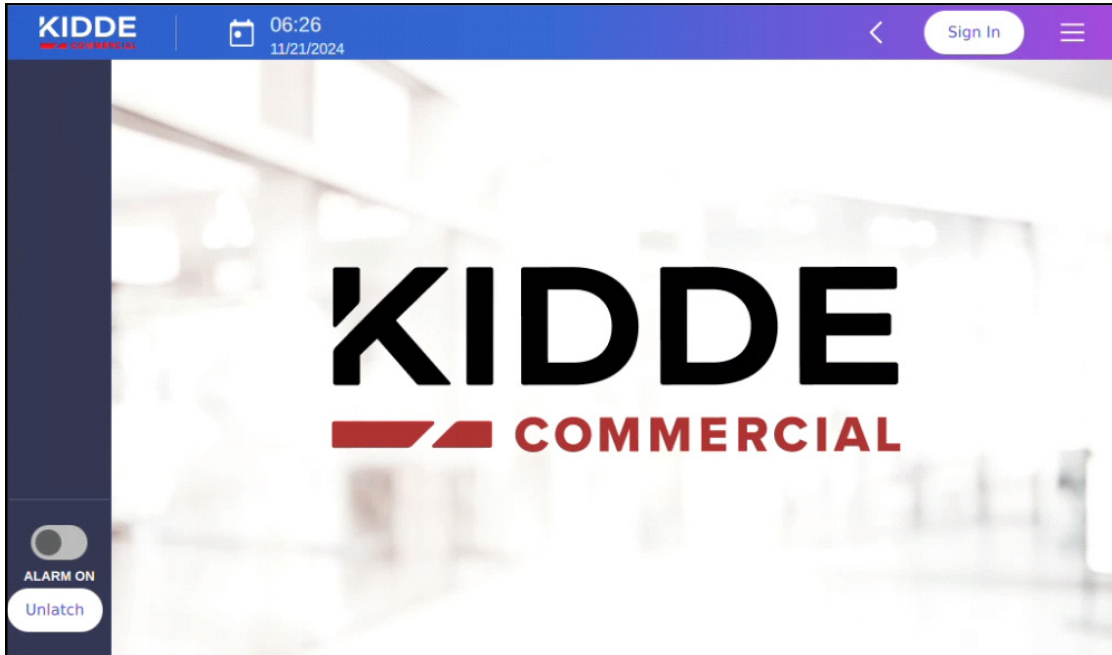 KIDDE
COMMERCIAL
06:26
11/21/2024
Sign In
KIDDE
COMMERCIAL
ALARM ON
Unlatch